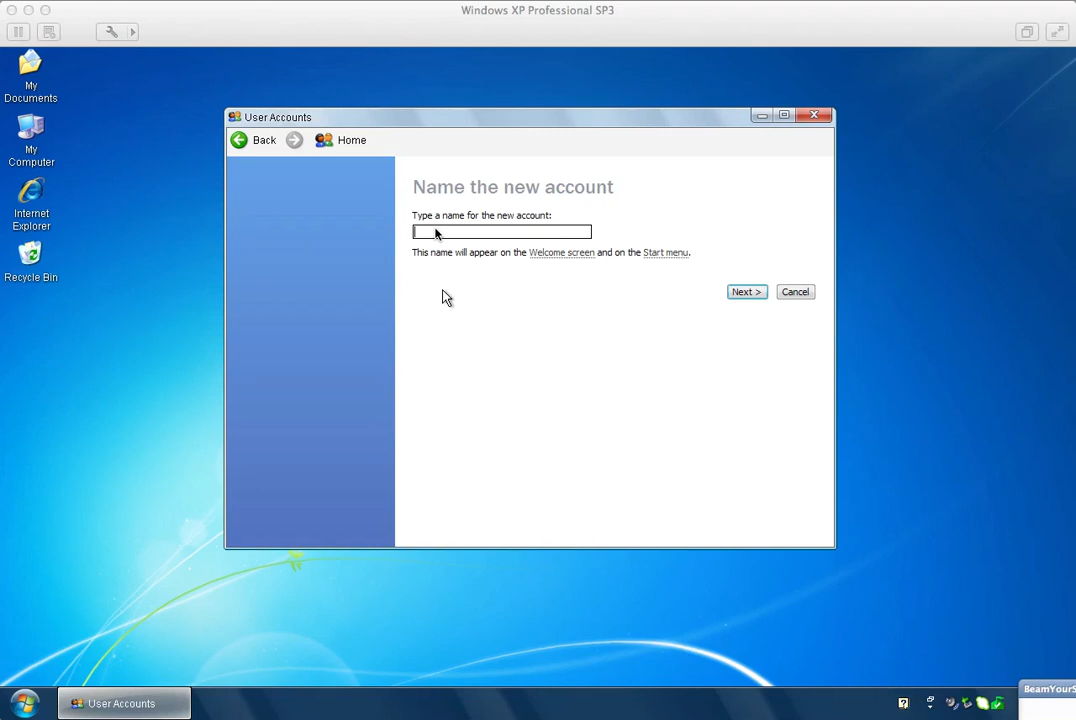 Windows XP Professional SP3
My
Documents
My
Computer
Internet
Explorer
Recycle Bin
User Accounts
Back
Home
Name the new account
Type a name for the new account:
This name will appear on the Welcome screen and on the Start menu.
Next >
Cancel
User Accounts
?
BeamYourS